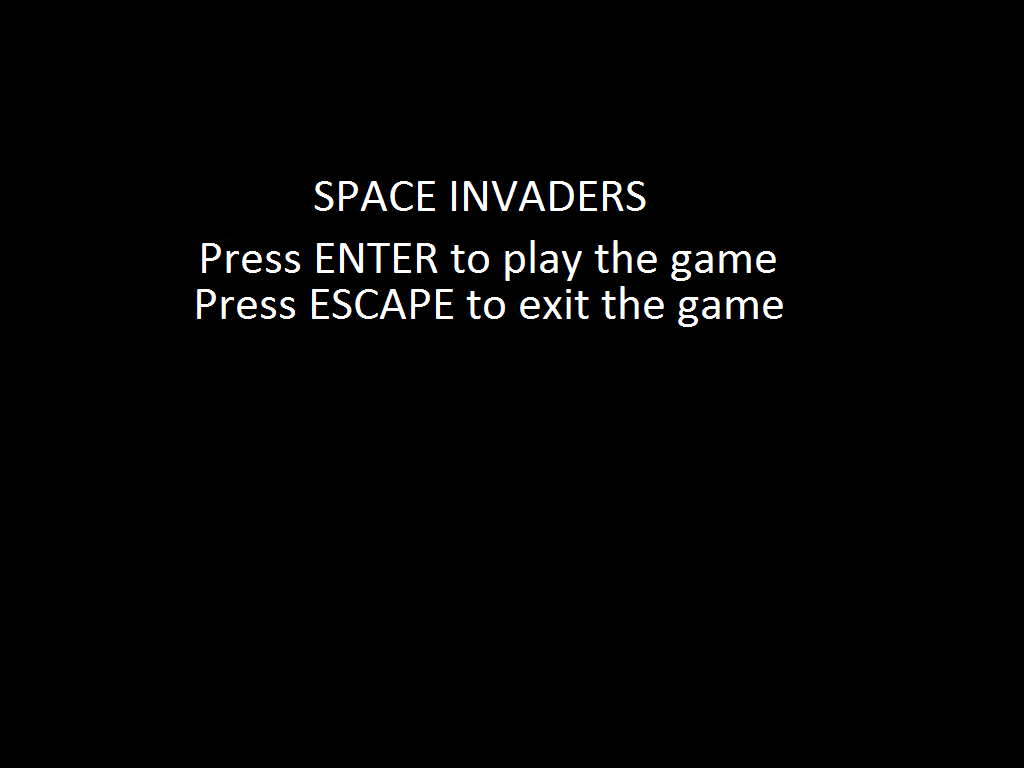 SPACE INVADERS
Press ENTER to play the game
Press ESCAPE to exit the game